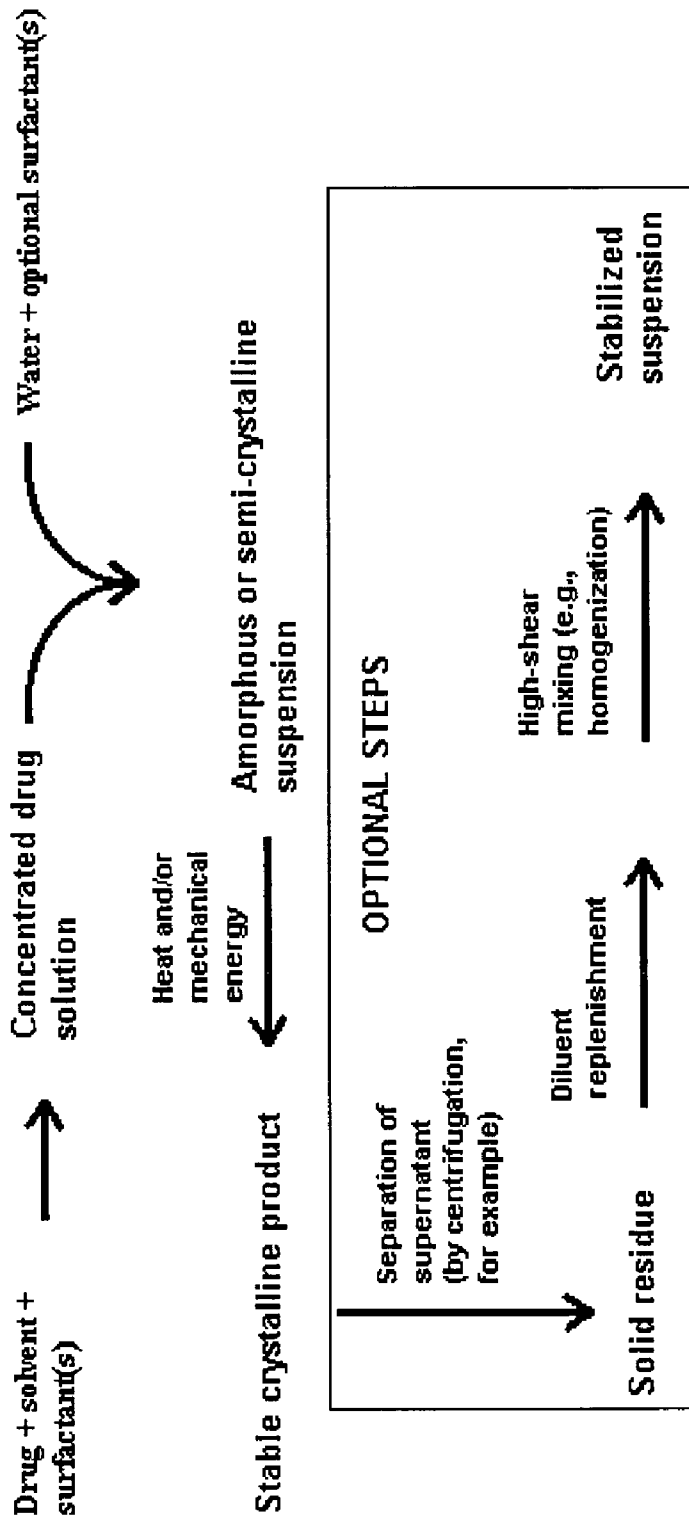 Drug + solvent +
surfactant(s)
Concentrated drug
solution
Water + optional surfactant(s)
Amorphous or semi-crystalline
suspension
Heat and/or
mechanical
energy
Stable crystalline product
OPTIONAL STEPS
Separation of
supernatant
(by centrifugation,
for example)
Solid residue
Diluent
replenishment
High-shear
mixing (e.g.,
homogenization)
Stabilized
suspension